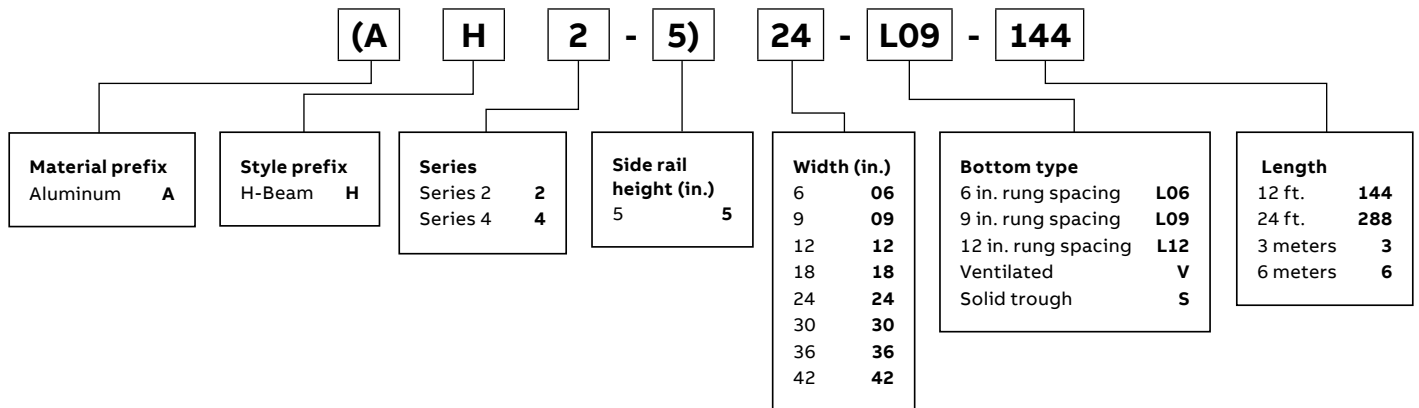 (A H 2 - 5) 24 - L09 - 144
Material prefix
Aluminum A
Style prefix
H-Beam H
Series
Series 2 2
Series 4 4
Side rail
height (in.)
5 5
Width (in.)
6 06
9 09
12 12
18 18
24 24
30 30
36 36
42 42
Bottom type
6 in. rung spacing L06
9 in. rung spacing L09
12 in. rung spacing L12
Ventilated V
Solid trough S
Length
12 ft. 144
24 ft. 288
3 meters 3
6 meters 6